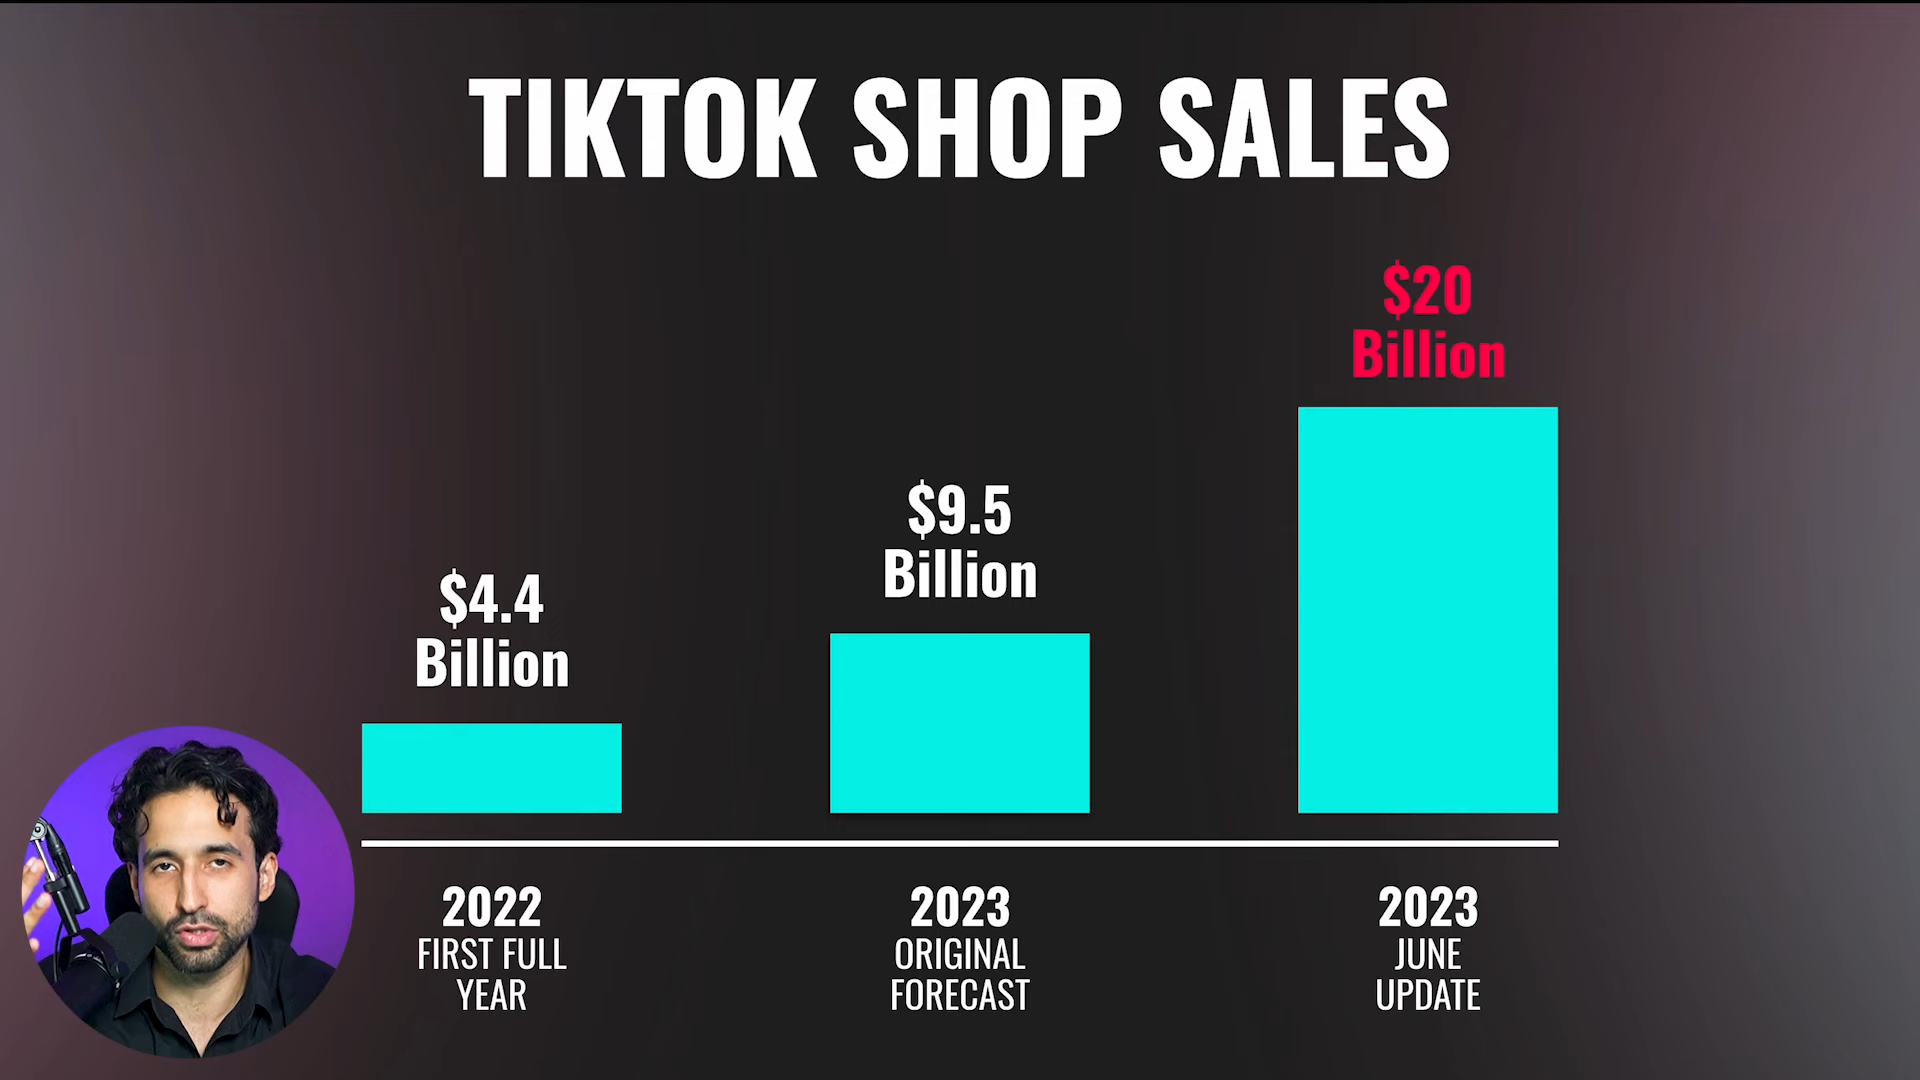 TIKTOK SHOP SALES
$4.4
Billion
$9.5
Billion
$20
Billion
2022
FIRST FULL
YEAR
2023
ORIGINAL
FORECAST
2023
JUNE
UPDATE